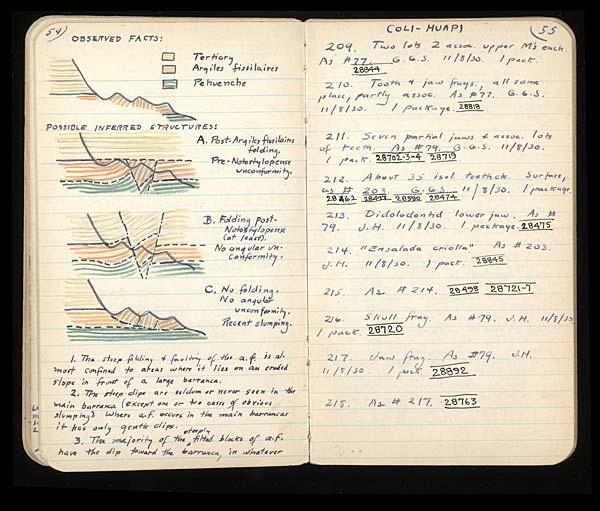 54)
OBSERVED FACTS:
Tertiary
Argiles fissilaires
Pehuenche
POSSIBLE INFERRED STRUCTURES:
A. Post-Argiles fissilaires
folding.
Pre-Notostylopense
unconformity.
B. Folding post-
Notostylopense
(at least).
No angular un-
conformity.
C. No folding.
No angular
unconformity.
Recent slumping.
1. The steep folding & faulting of the a.f. is al-
most confined to areas where it lies on an eroded
slope in front of a large barranca.
2. The steep dips are seldom or never seen in the
main barranca (except one or two cases of obvious
slumping). Where a.f. occurs in the main barrancas
it has only gentle dips.
steeply
3. The majority of the tilted blocks of a.f.
have the dip toward the barranca, in whatever
COLI-HUAPI
55
209. Two lots 2 assoc. upper M's each.
As #77. G.G.S. 11/8/30. 1 pack.
28844
210. Tooth & jaw frags., all same
place, partly assoc. As #77. G.G.S.
11/8/30. 1 package. 28818
211. Seven partial jaws & assoc. lots
of teeth. As #79. G.G.S. 11/8/30.
1 pack. 28702-3-4 28719
212. About 35 isol teeth etc. Surface,
as # 203. G.G.S. 11/8/30. 1 package.
28462 28474
213. Didolodontid lower jaw. As #
79. J.H. 11/8/30. 1 package. 28475
214. "Ensalada criolla" As # 203.
J.H. 11/8/30. 1 pack. 28845
215. As # 214. 28498 28721-7
216. Skull frag. As #79. J.H. 11/8/30
1 pack. 28720
217. Jaw frag. As #79. J.H.
11/8/30. 1 pack 28892
218. As # 217. 28763